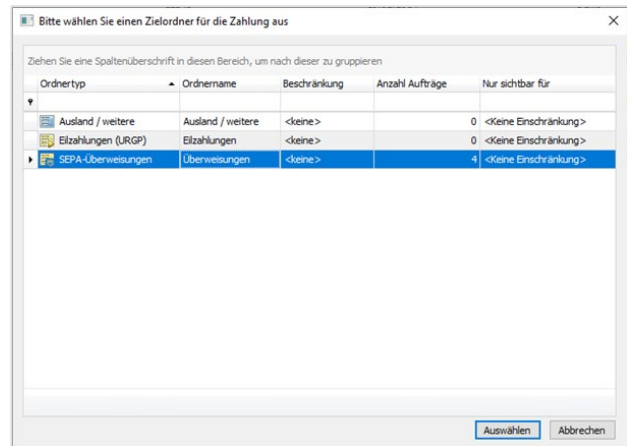 Bitte wählen Sie einen Zielordner für die Zahlung aus
Ziehen Sie eine Spaltenüberschrift in diesen Bereich, um nach dieser zu gruppieren
Ordnertyp Ordnername Beschränkung Anzahl Aufträge Nur sichtbar für
Ausland / weitere Ausland / weitere <keine> 0 <Keine Einschränkung>
Eilzahlungen (URGP) Eilzahlungen <keine> 0 <Keine Einschränkung>
SEPA-Überweisungen Überweisungen <keine> 4 <Keine Einschränkung>
Auswählen Abbrechen